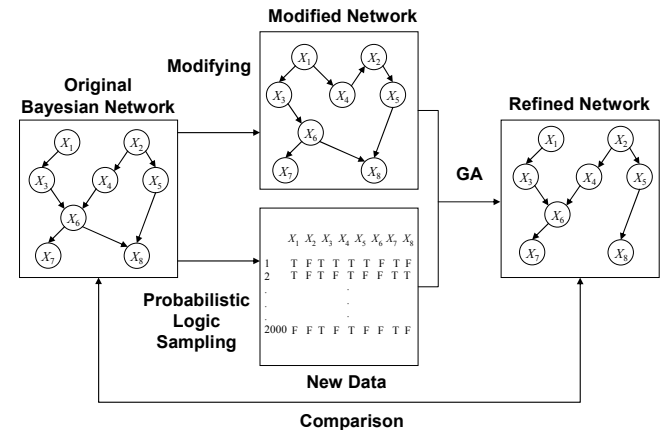 Modified Network
Modifying
X1
X2
X3
X4
X5
X6
X7
X8
Original
Bayesian Network
X1
X2
X3
X4
X5
X6
X7
X8
Refined Network
X1
X2
X3
X4
X5
X6
X7
X8
GA
X1 X2 X3 X4 X5 X6 X7 X8
1 T F T T T T F T F
2 T F T F T F F T F
. .
. .
. .
.
2000 F F T F T F F T F
Probabilistic
Logic
Sampling
New Data
Comparison